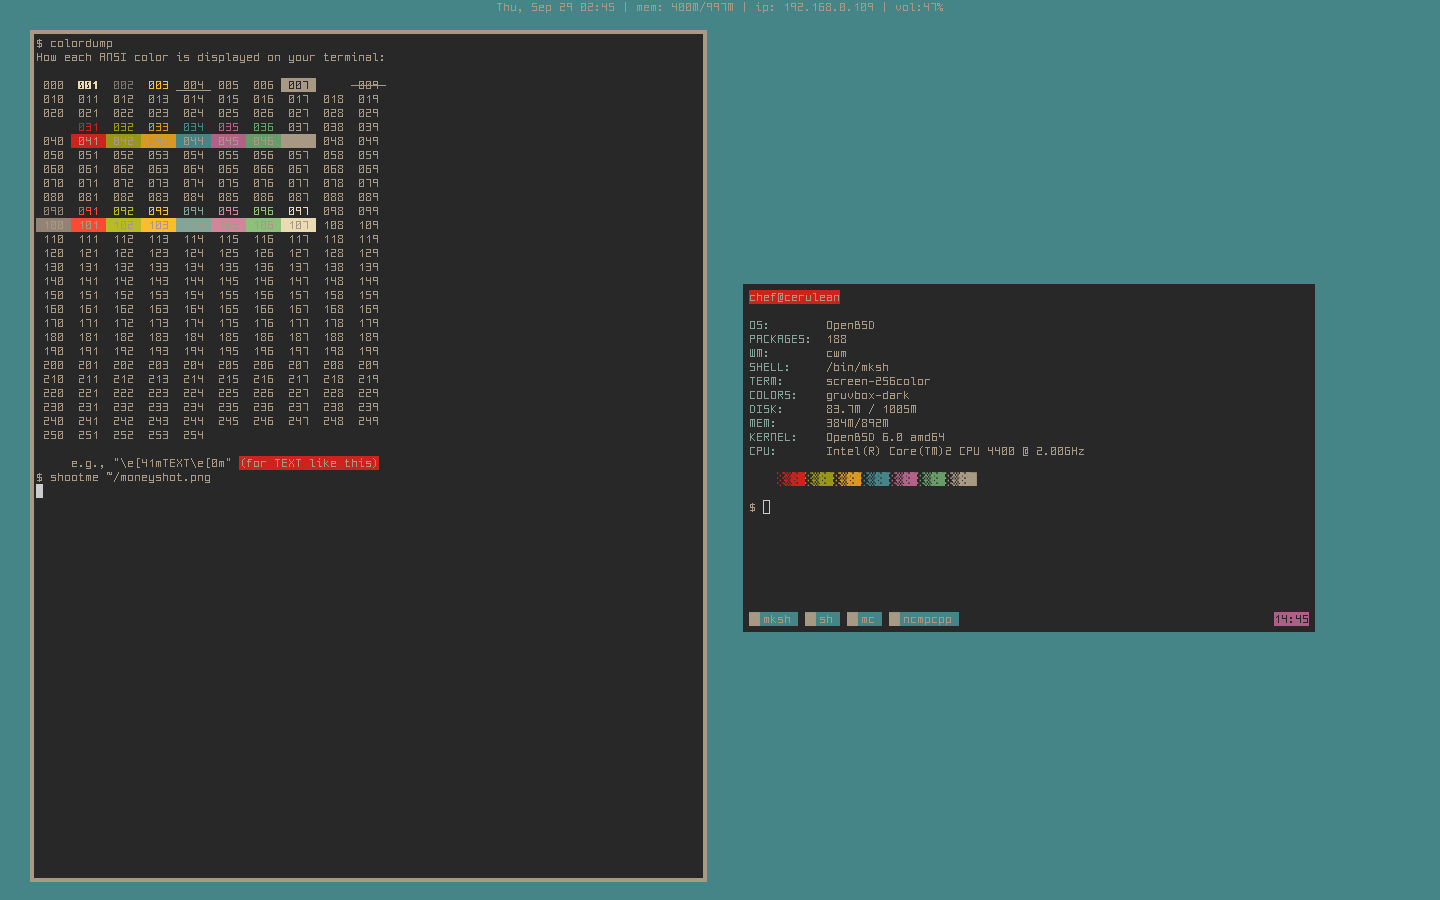 Thu, Sep 29 02:45 | mem: 400M/997M | ip: 192.168.0.109 | vol:47%
$ colordump
How each ANSI color is displayed on your terminal:
000 001 002 003 004 005 006 007 009
010 011 012 013 014 015 016 017 018 019
020 021 022 023 024 025 026 027 028 029
031 032 033 034 035 036 037 038 039
040 041 042 044 045 046 048 049
050 051 052 053 054 055 056 057 058 059
060 061 062 063 064 065 066 067 068 069
070 071 072 073 074 075 076 077 078 079
080 081 082 083 084 085 086 087 088 089
090 091 092 093 094 095 096 097 098 099
100 101 102 103 106 107 108 109
110 111 112 113 114 115 116 117 118 119
120 121 122 123 124 125 126 127 128 129
130 131 132 133 134 135 136 137 138 139
140 141 142 143 144 145 146 147 148 149
150 151 152 153 154 155 156 157 158 159
160 161 162 163 164 165 166 167 168 169
170 171 172 173 174 175 176 177 178 179
180 181 182 183 184 185 186 187 188 189
190 191 192 193 194 195 196 197 198 199
200 201 202 203 204 205 206 207 208 209
210 211 212 213 214 215 216 217 218 219
220 221 222 223 224 225 226 227 228 229
230 231 232 233 234 235 236 237 238 239
240 241 242 243 244 245 246 247 248 249
250 251 252 253 254
e.g., "\e[41mTEXT\e[0m" (for TEXT like this)
$ shootme ~/moneyshot.png
chef@cerulean
OS: OpenBSD
PACKAGES: 188
WM: cwm
SHELL: /bin/mksh
TERM: screen-256color
COLORS: gruvbox-dark
DISK: 83.7M / 1005M
MEM: 384M/892M
KERNEL: OpenBSD 6.0 amd64
CPU: Intel(R) Core(TM)2 CPU 4400 @ 2.00GHz
$
mksh sh mc ncmpcpp 14:45